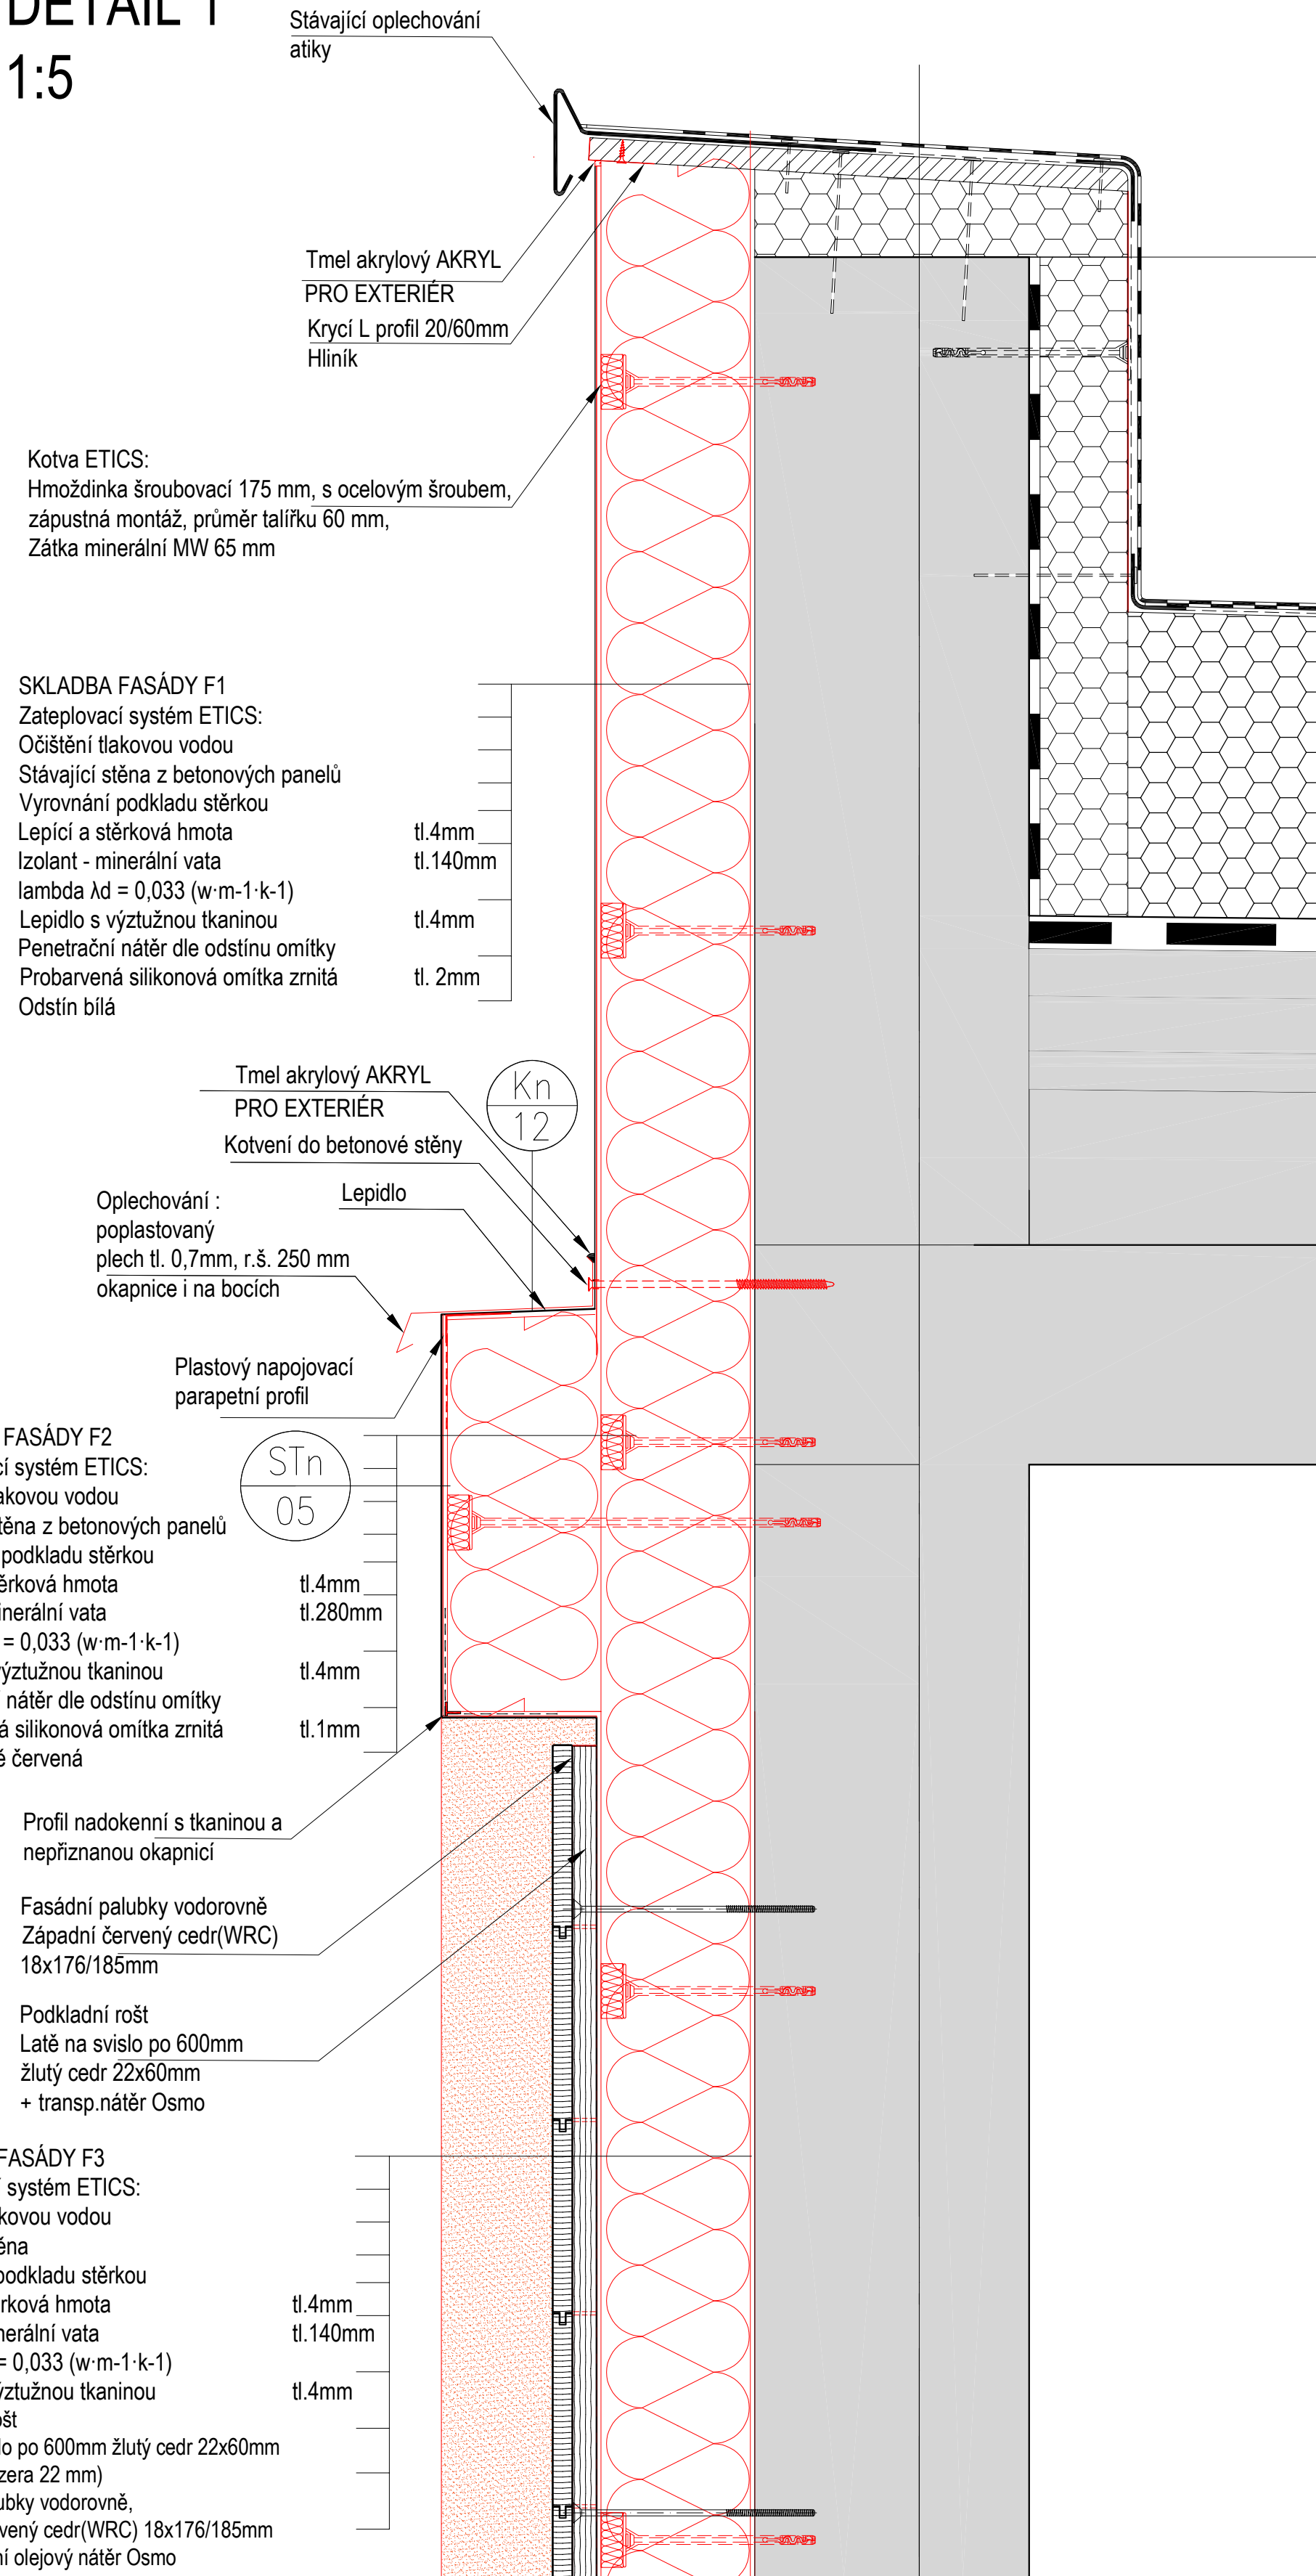 DETAIL 1
1:5
Stávající oplechování
atiky
Tmel akrylový AKRYL
PRO EXTERIÉR
Krycí L profil 20/60mm
Hliník
Kotva ETICS:
Hmoždinka šroubovací 175 mm, s ocelovým šroubem,
zápustná montáž, průměr talířku 60 mm,
Zátka minerální MW 65 mm
SKLADBA FASÁDY F1
Zateplovací systém ETICS:
Očištění tlakovou vodou
Stávající stěna z betonových panelů
Vyrovnání podkladu stěrkou
Lepící a stěrková hmota tl.4mm
Izolant - minerální vata tl.140mm
lambda λd = 0,033 (w·m-1·k-1)
Lepidlo s výztužnou tkaninou tl.4mm
Penetrační nátěr dle odstínu omítky
Probarvená silikonová omítka zrnitá tl. 2mm
Odstín bílá
Tmel akrylový AKRYL
PRO EXTERIÉR
Kn
12
Kotvení do betonové stěny
Lepidlo
Oplechování :
poplastovaný
plech tl. 0,7mm, r.š. 250 mm
okapnice i na bocích
Plastový napojovací
parapetní profil
FASÁDY F2
cí systém ETICS:
akovou vodou
těna z betonových panelů
podkladu stěrkou
ěrková hmota tl.4mm
inerální vata tl.280mm
= 0,033 (w·m-1·k-1)
výztužnou tkaninou tl.4mm
í nátěr dle odstínu omítky
á silikonová omítka zrnitá tl.1mm
ě červená
STn
05
Profil nadokenní s tkaninou a
nepřiznanou okapnicí
Fasádní palubky vodorovně
Západní červený cedr(WRC)
18x176/185mm
Podkladní rošt
Latě na svislo po 600mm
žlutý cedr 22x60mm
+ transp.nátěr Osmo
FASÁDY F3
í systém ETICS:
kovou vodou
ěna
podkladu stěrkou
rková hmota tl.4mm
nerální vata tl.140mm
= 0,033 (w·m-1·k-1)
ýztužnou tkaninou tl.4mm
ošt
lo po 600mm žlutý cedr 22x60mm
zera 22 mm)
ubky vodorovně,
rvený cedr(WRC) 18x176/185mm
ní olejový nátěr Osmo